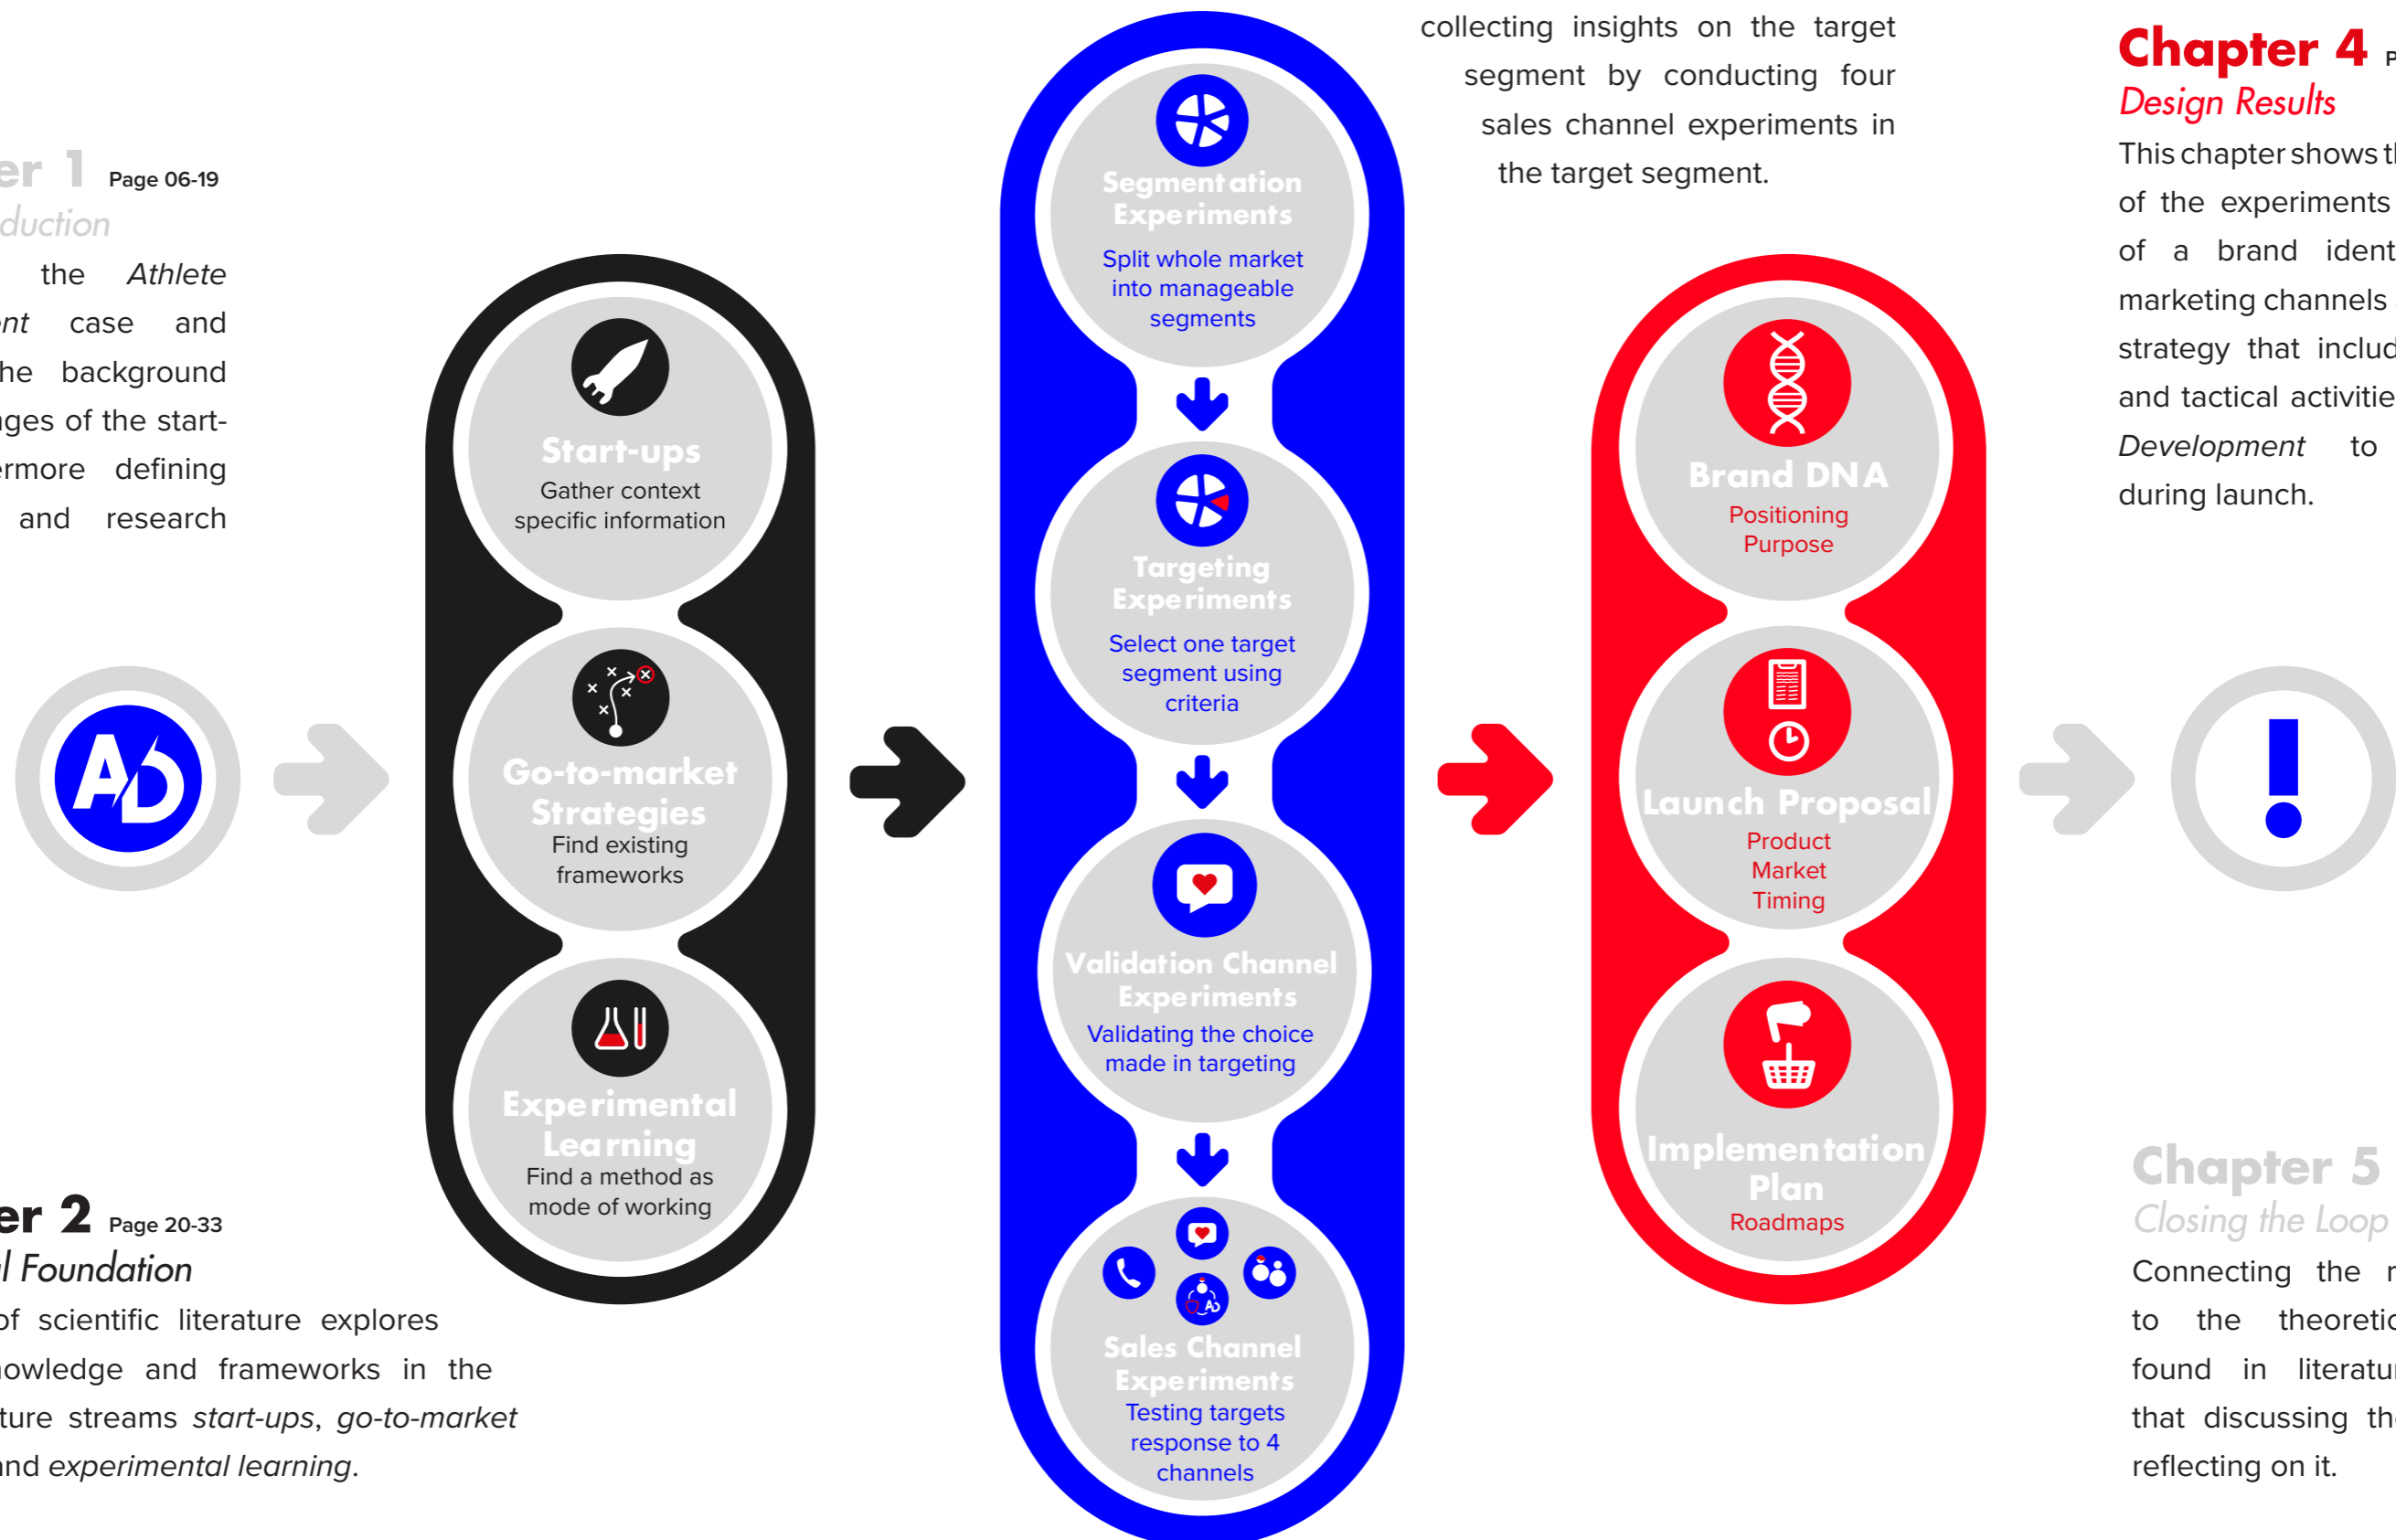 er 1 Page 06-19
duction
the Athlete
nt case and
he background
ges of the start-
ermore defining
and research
er 2 Page 20-33
l Foundation
of scientific literature explores
nowledge and frameworks in the
ture streams start-ups, go-to-market
and experimental learning.
Start-ups
Gather context
specific information
Go-to-market
Strategies
Find existing
frameworks
Experimental
Learning
Find a method as
mode of working
Segmentation
Experiments
Split whole market
into manageable
segments
Targeting
Experiments
Select one target
segment using
criteria
Validation Channel
Experiments
Validating the choice
made in targeting
Sales Channel
Experiments
Testing targets
response to 4
channels
collecting insights on the target
segment by conducting four
sales channel experiments in
the target segment.
Brand DNA
Positioning
Purpose
Launch Proposal
Product
Market
Timing
Implementation
Plan
Roadmaps
Chapter 4 P
Design Results
This chapter shows th
of the experiments
of a brand ident
marketing channels
strategy that includ
and tactical activitie
Development to
during launch.
Chapter 5
Closing the Loop
Connecting the r
to the theoretic
found in literatur
that discussing the
reflecting on it.